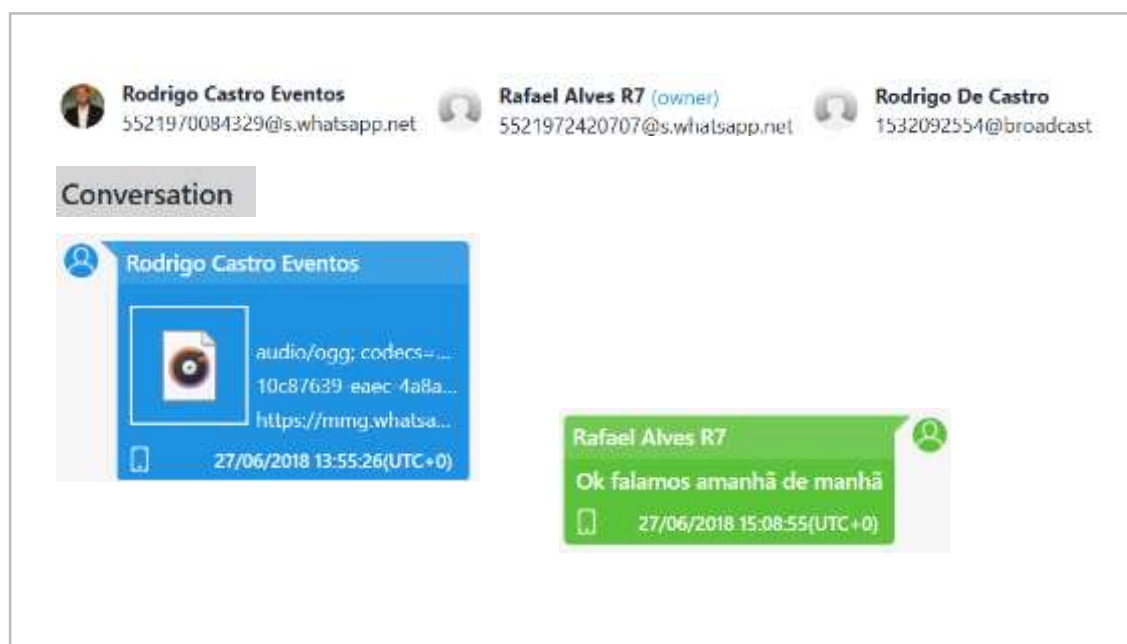 Rodrigo Castro Eventos
5521970084329@s.whatsapp.net
Rafael Alves R7 (owner)
5521972420707@s.whatsapp.net
Rodrigo De Castro
1532092554@broadcast
Conversation
Rodrigo Castro Eventos
audio/ogg; codecs=...
10c87639-eaec-4a8a...
https://mmg.whatsa...
27/06/2018 13:55:26(UTC+0)
Rafael Alves R7
Ok falamos amanhã de manhã
27/06/2018 15:08:55(UTC+0)